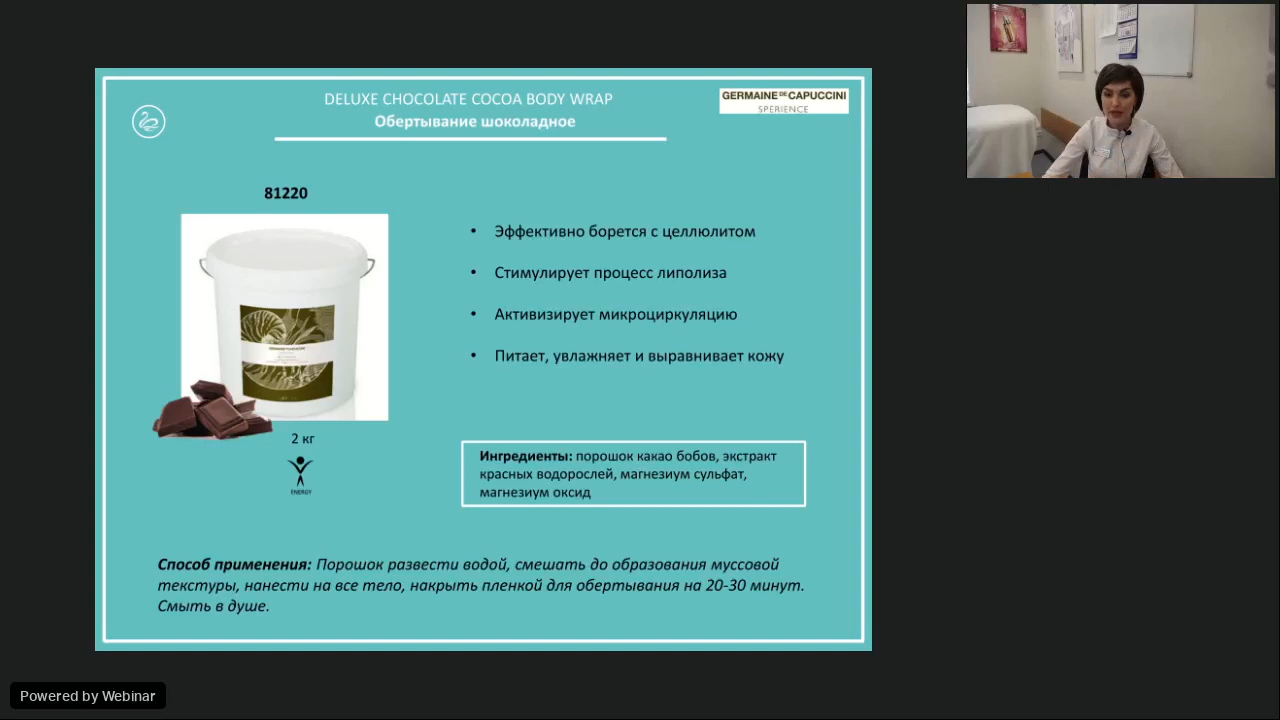 DELUXE CHOCOLATE COCOA BODY WRAP
Обертывание шоколадное
GERMAINE DE CAPUCCINI
SPERIENCE
81220
• Эффективно борется с целлюлитом
• Стимулирует процесс липолиза
• Активизирует микроциркуляцию
• Питает, увлажняет и выравнивает кожу
2 кг
ENERGY
Ингредиенты: порошок какао бобов, экстракт
красных водорослей, магнезиум сульфат,
магнезиум оксид
Способ применения: Порошок развести водой, смешать до образования муссовой
текстуры, нанести на все тело, накрыть пленкой для обертывания на 20-30 минут.
Смыть в душе.
Powered by Webinar